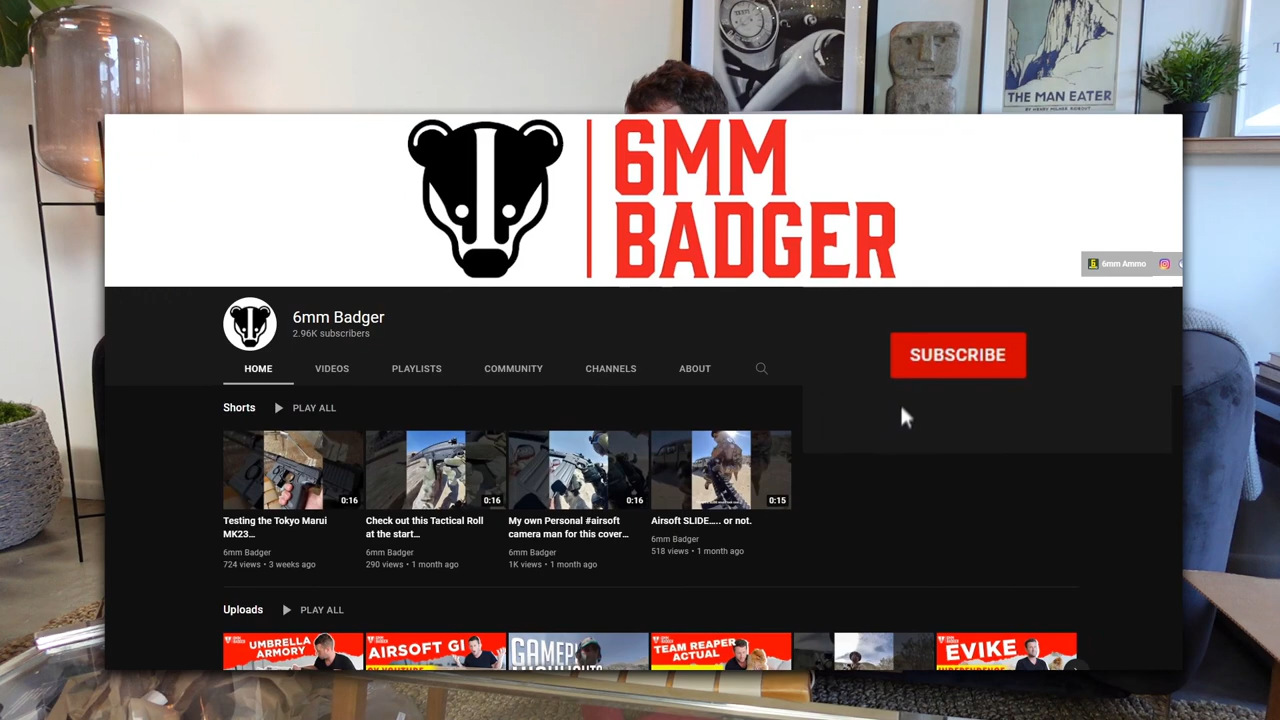 THE MAN EATER
6MM
BADGER
6mm Ammo
6mm Badger
2.96K subscribers
SUBSCRIBE
HOME VIDEOS PLAYLISTS COMMUNITY CHANNELS ABOUT
Shorts PLAY ALL
0:16 0:16 0:16 0:15
Testing the Tokyo Marui
MK23...
6mm Badger
724 views • 3 weeks ago
Check out this Tactical Roll
at the start...
6mm Badger
290 views • 1 month ago
My own Personal #airsoft
camera man for this cover...
6mm Badger
1K views • 1 month ago
Airsoft SLIDE..... or not.
6mm Badger
518 views • 1 month ago
Uploads PLAY ALL
UMBRELLA
ARMORY
AIRSOFT GI
GAMEPLAY
HIGHLIGHTS
TEAM REAPER
ACTUAL
EVIKE